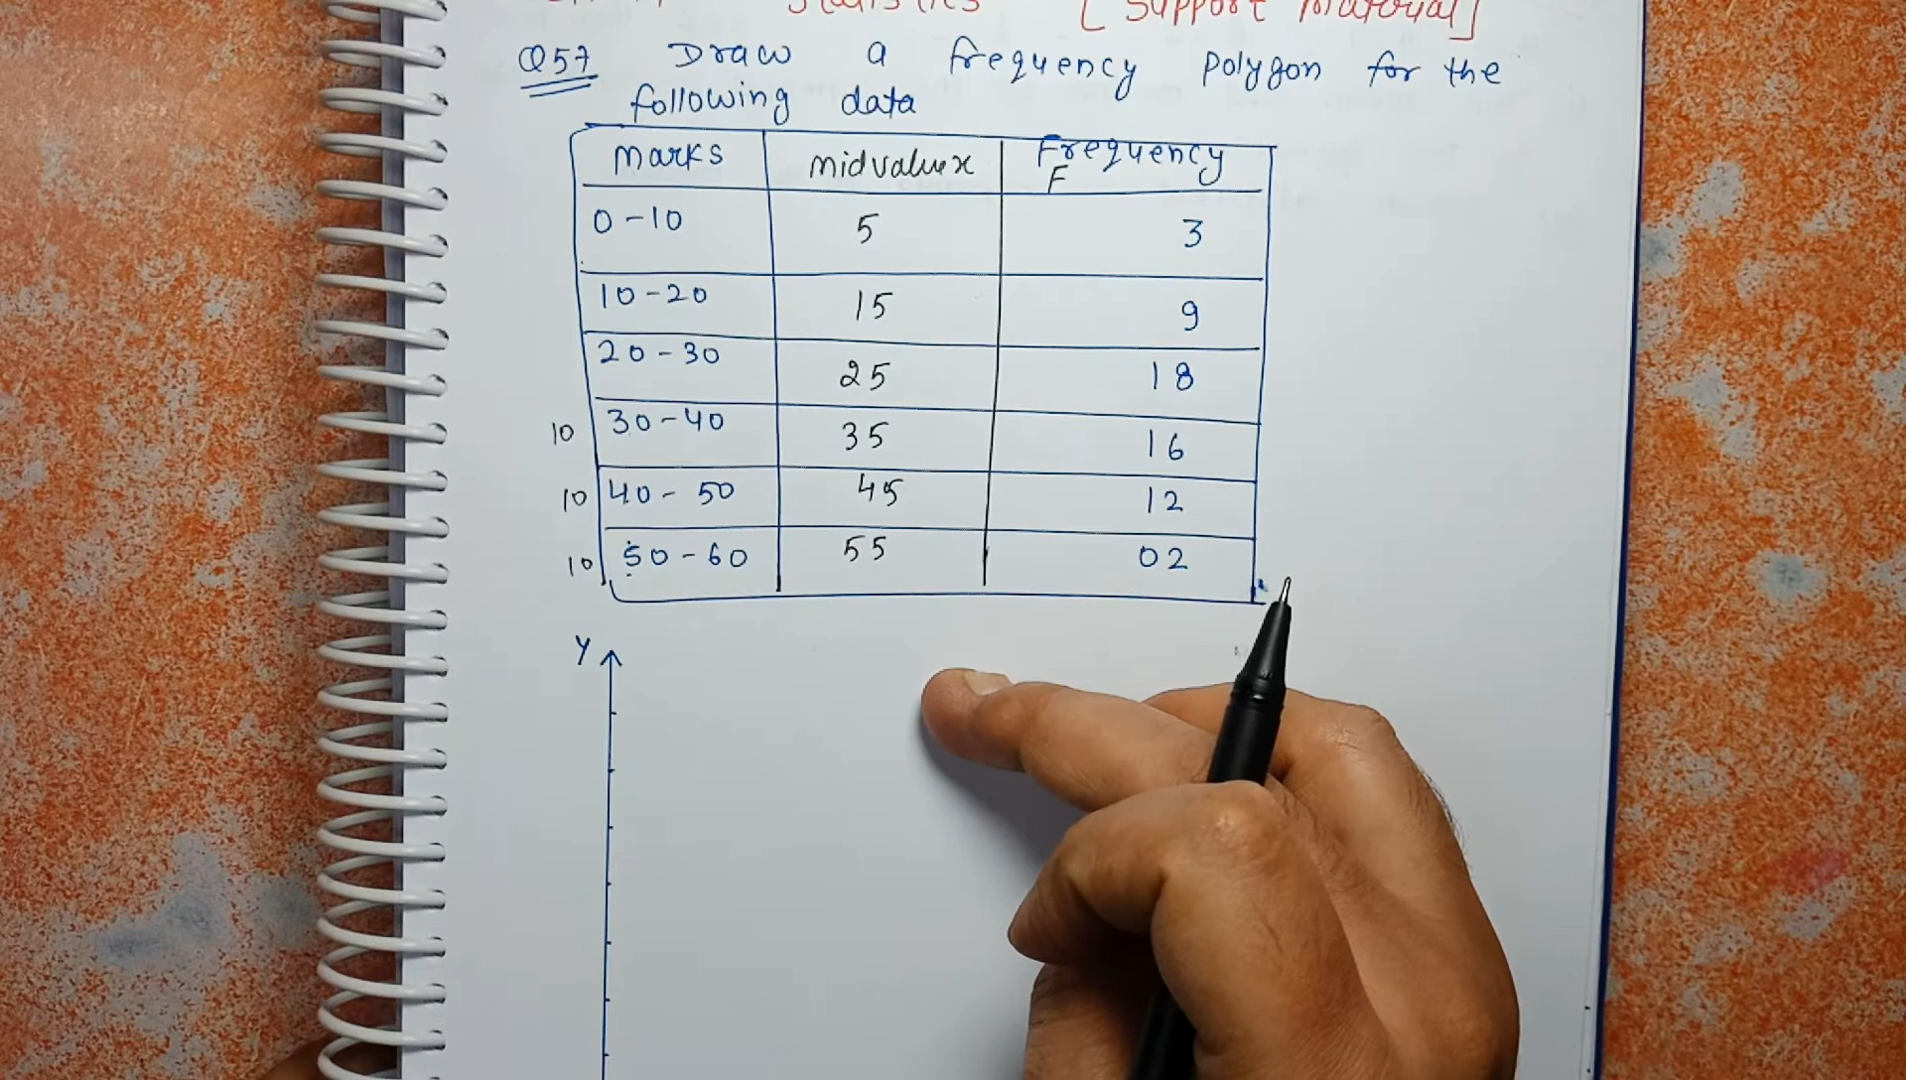 Statistics [Support Material]
Q57 Draw a frequency polygon for the
following data
Marks midvalue x Frequency
F
0-10 5 3
10-20 15 9
20-30 25 18
10 30-40 35 16
10 40-50 45 12
10 50-60 55 02
Y